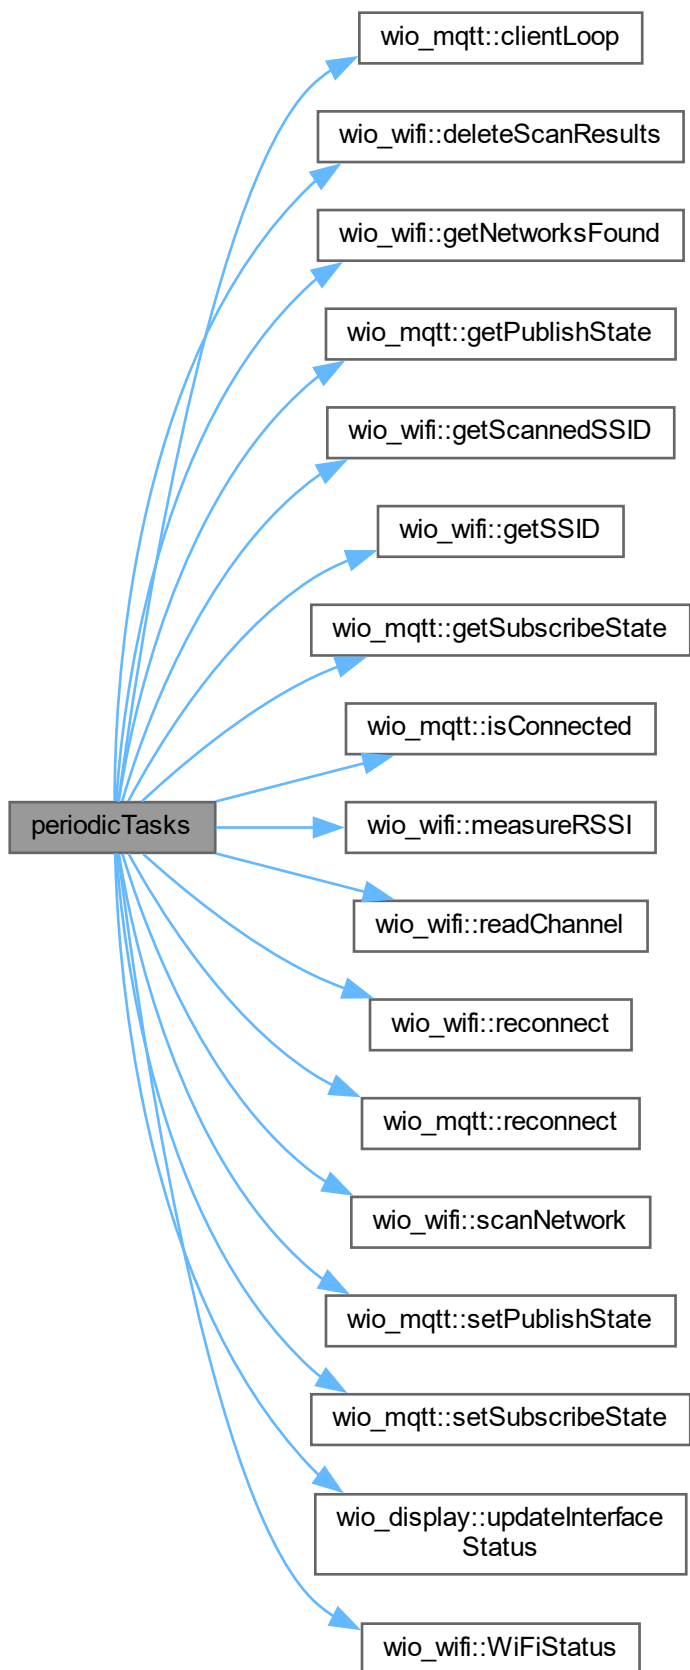 wio_mqtt::clientLoop
wio_wifi::deleteScanResults
wio_wifi::getNetworksFound
wio_mqtt::getPublishState
wio_wifi::getScannedSSID
wio_wifi::getSSID
wio_mqtt::getSubscribeState
wio_mqtt::isConnected
periodicTasks
wio_wifi::measureRSSI
wio_wifi::readChannel
wio_wifi::reconnect
wio_mqtt::reconnect
wio_wifi::scanNetwork
wio_mqtt::setPublishState
wio_mqtt::setSubscribeState
wio_display::updateInterface
Status
wio_wifi::WiFiStatus